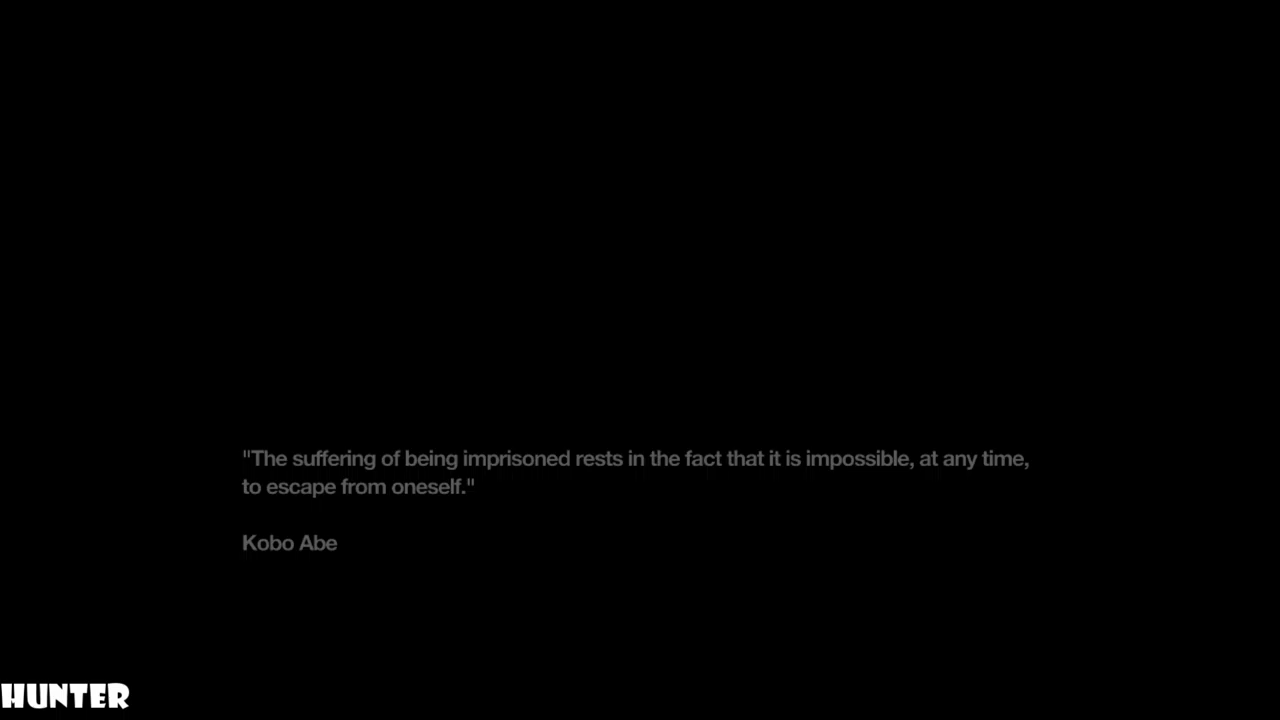 "The suffering of being imprisoned rests in the fact that it is impossible, at any time,
to escape from oneself."
Kobo Abe
HUNTER